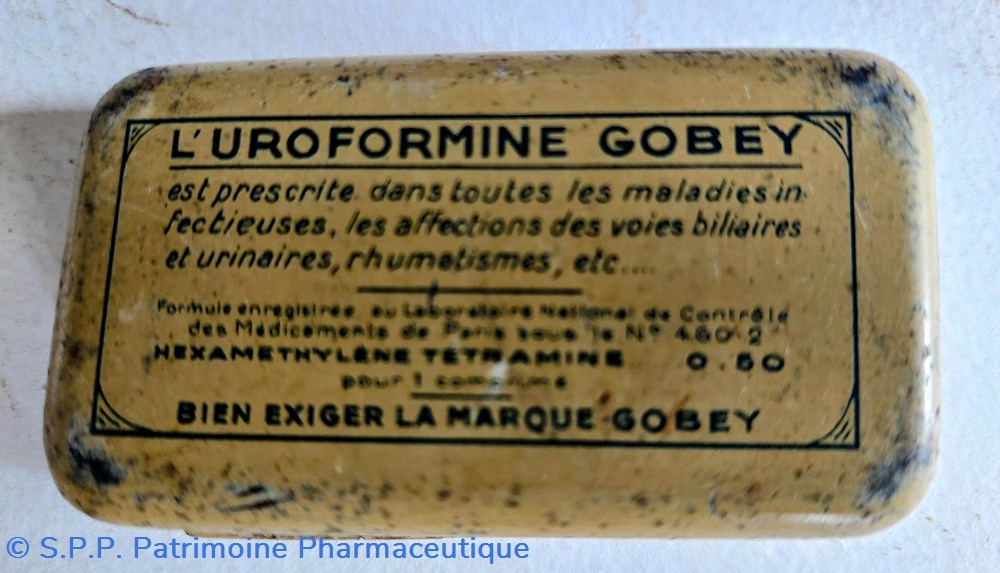 L'UROFORMINE GOBEY
est prescrite dans toutes les maladies in-
fectieuses, les affections des voies biliaires
et urinaires, rhumatismes, etc....
Formule enregistrée au Laboratoire National de Contrôle
des Médicaments de Paris sous le N° 460-2
HEXAMETHYLÈNE TÉTRAMINE 0.50
pour 1 comprimé
BIEN EXIGER LA MARQUE GOBEY
© S.P.P. Patrimoine Pharmaceutique